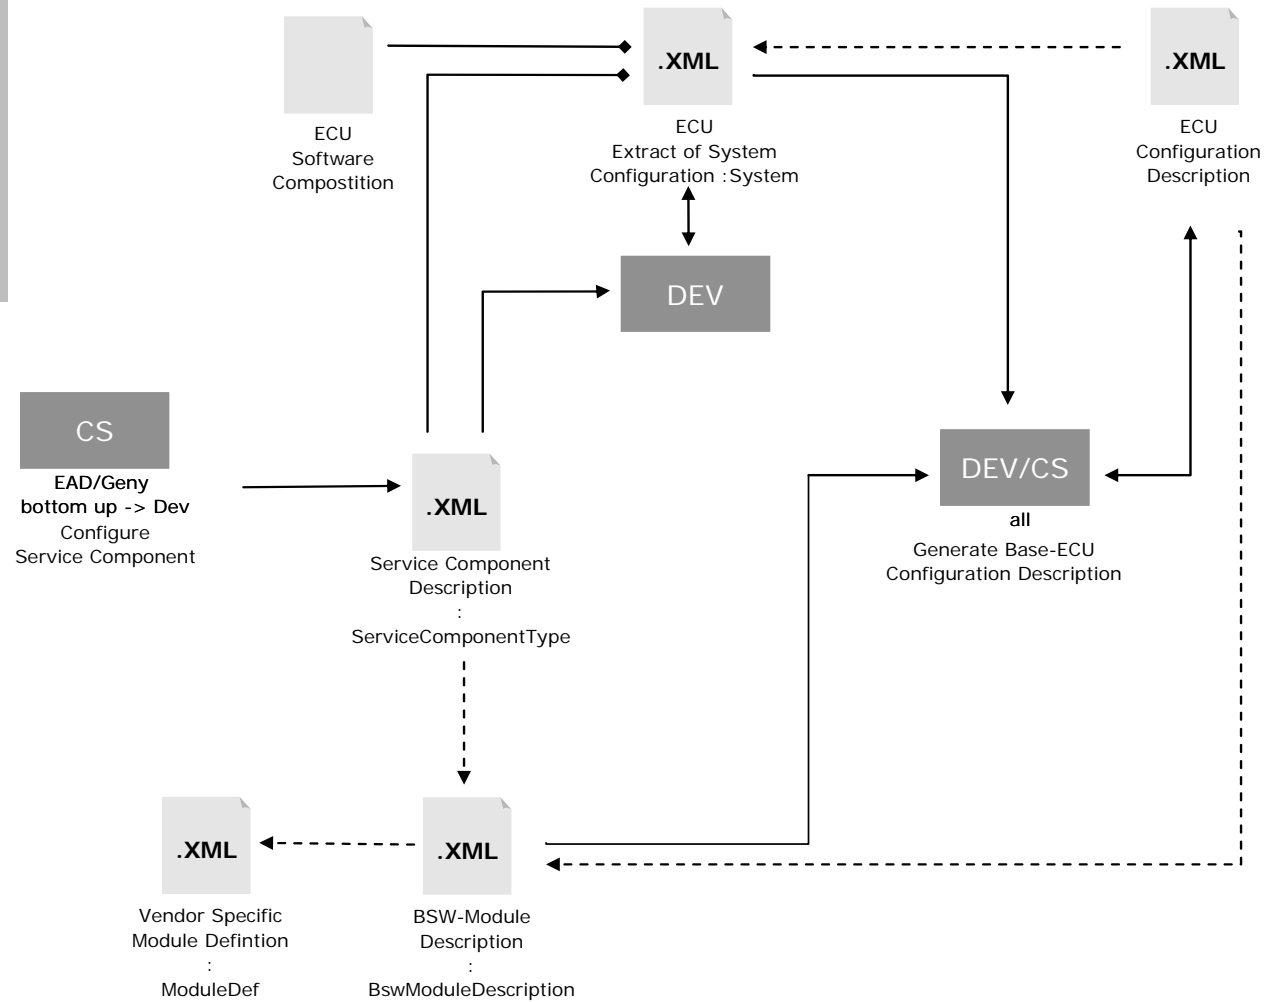 .XML
.XML
ECU
Software
Compostition
ECU
Extract of System
Configuration :System
ECU
Configuration
Description
DEV
CS
EAD/Geny
bottom up -> Dev
Configure
Service Component
.XML
Service Component
Description
:
ServiceComponentType
DEV/CS
all
Generate Base-ECU
Configuration Description
.XML
Vendor Specific
Module Defintion
:
ModuleDef
.XML
BSW-Module
Description
:
BswModuleDescription